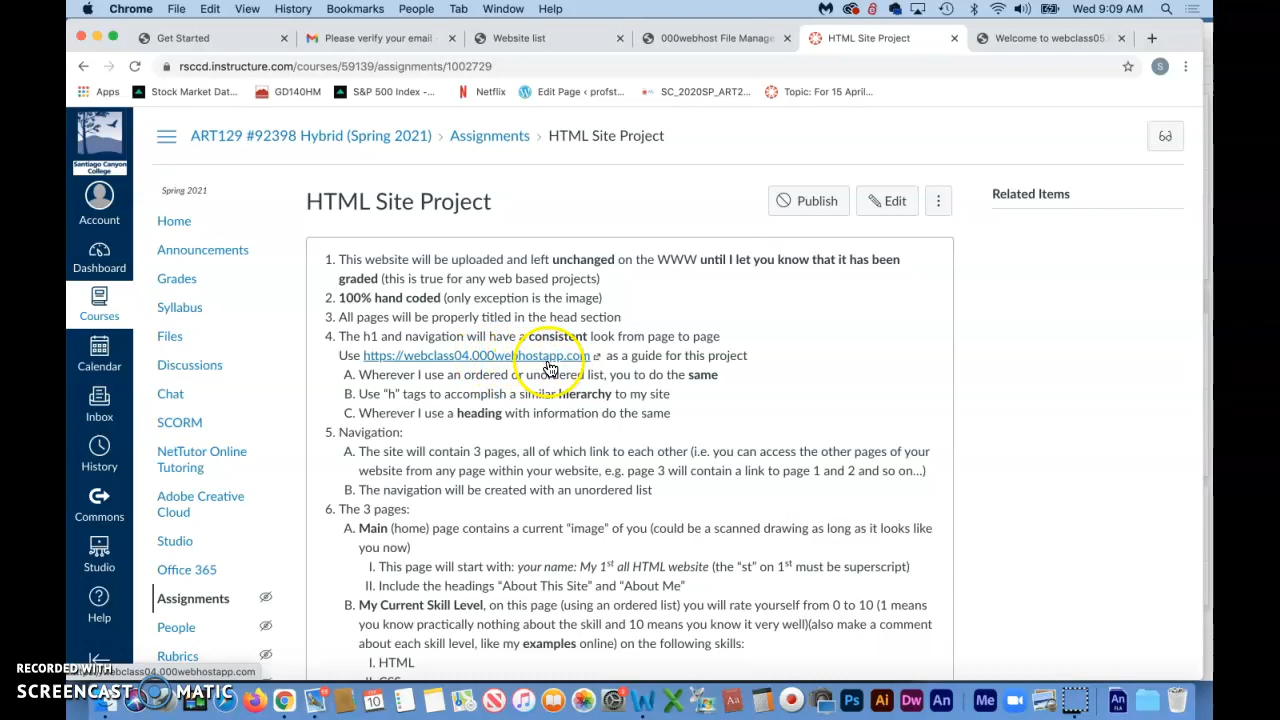 Chrome File Edit View History Bookmarks People Tab Window Help Wed 9:09 AM
Get Started Please verify your email Website list 000webhost File Manage HTML Site Project Welcome to webclass05.
rsccd.instructure.com/courses/59139/assignments/1002729 S
Apps Stock Market Dat... GD140HM S&P 500 Index -... Netflix Edit Page ‹ profst... SC_2020SP_ART2... Topic: For 15 April...
Santiago Canyon
College
Account
Dashboard
Courses
Calendar
Inbox
History
Commons
Studio
Help
ART129 #92398 Hybrid (Spring 2021) › Assignments › HTML Site Project
Spring 2021
Home
Announcements
Grades
Syllabus
Files
Discussions
Chat
SCORM
NetTutor Online
Tutoring
Adobe Creative
Cloud
Studio
Office 365
Assignments
People
Rubrics
HTML Site Project
Publish Edit
Related Items
1. This website will be uploaded and left unchanged on the WWW until I let you know that it has been
graded (this is true for any web based projects)
2. 100% hand coded (only exception is the image)
3. All pages will be properly titled in the head section
4. The h1 and navigation will have a consistent look from page to page
Use https://webclass04.000webhostapp.com as a guide for this project
A. Wherever I use an ordered or unordered list, you to do the same
B. Use “h” tags to accomplish a similar hierarchy to my site
C. Wherever I use a heading with information do the same
5. Navigation:
A. The site will contain 3 pages, all of which link to each other (i.e. you can access the other pages of your
website from any page within your website, e.g. page 3 will contain a link to page 1 and 2 and so on...)
B. The navigation will be created with an unordered list
6. The 3 pages:
A. Main (home) page contains a current “image” of you (could be a scanned drawing as long as it looks like
you now)
I. This page will start with: your name: My 1st all HTML website (the “st” on 1st must be superscript)
II. Include the headings “About This Site” and “About Me”
B. My Current Skill Level, on this page (using an ordered list) you will rate yourself from 0 to 10 (1 means
you know practically nothing about the skill and 10 means you know it very well)(also make a comment
about each skill level, like my examples online) on the following skills:
I. HTML
II. CSS
https://webclass04.000webhostapp.com
RECORDED WITH
SCREENCAST MATIC
Ps Ai Dw An Me An